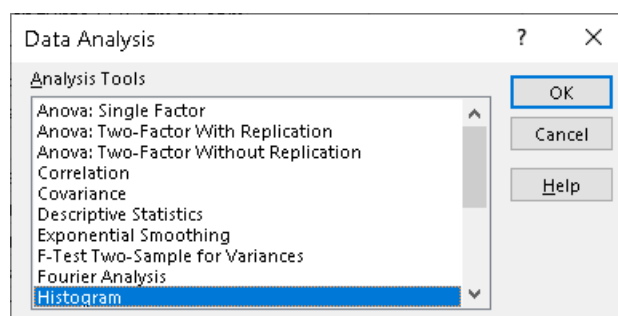 Data Analysis
?
Analysis Tools
Anova: Single Factor
Anova: Two-Factor With Replication
Anova: Two-Factor Without Replication
Correlation
Covariance
Descriptive Statistics
Exponential Smoothing
F-Test Two-Sample for Variances
Fourier Analysis
Histogram
OK
Cancel
Help